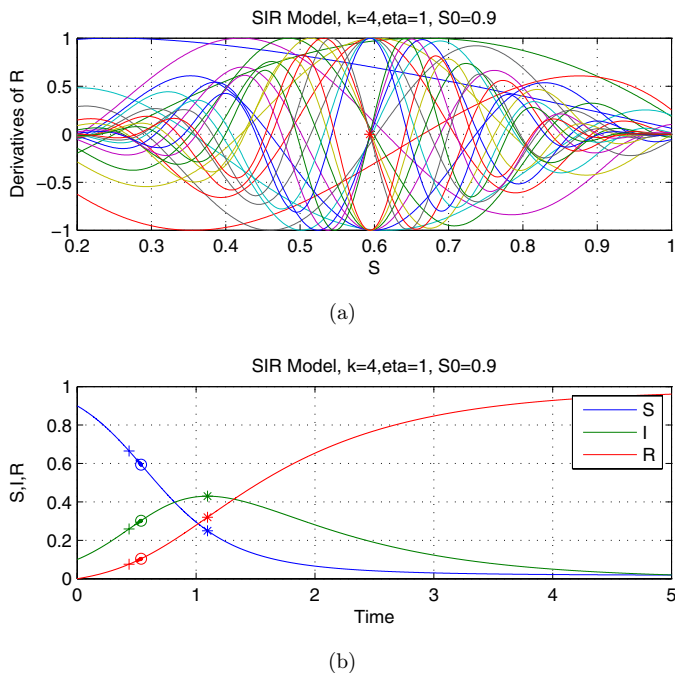 SIR Model, k=4,eta=1, S0=0.9
1
0.5
0
−0.5
−1
Derivatives of R
0.2 0.3 0.4 0.5 0.6 0.7 0.8 0.9 1
S
(a)
SIR Model, k=4,eta=1, S0=0.9
1
0.8
0.6
0.4
0.2
0
S,I,R
S
I
R
0 1 2 3 4 5
Time
(b)